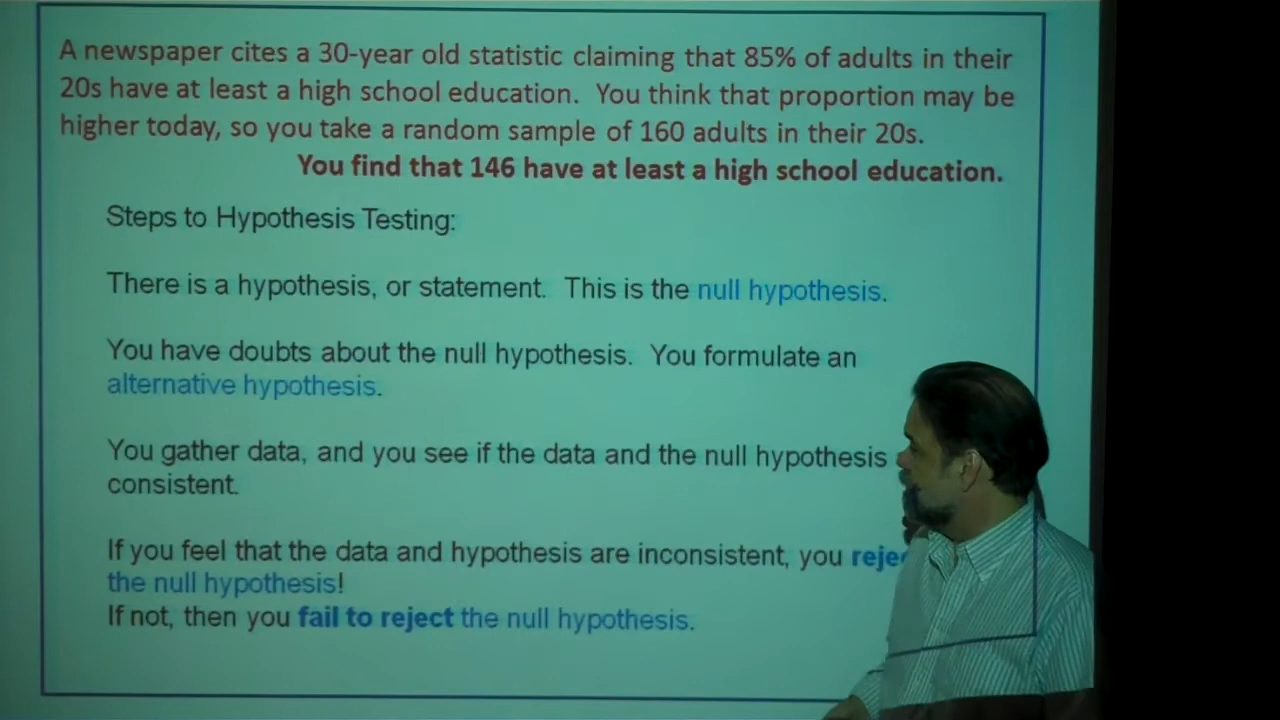 A newspaper cites a 30-year old statistic claiming that 85% of adults in their
20s have at least a high school education. You think that proportion may be
higher today, so you take a random sample of 160 adults in their 20s.
You find that 146 have at least a high school education.
Steps to Hypothesis Testing:
There is a hypothesis, or statement. This is the null hypothesis.
You have doubts about the null hypothesis. You formulate an
alternative hypothesis.
You gather data, and you see if the data and the null hypothesis
consistent.
If you feel that the data and hypothesis are inconsistent, you
the null hypothesis!
If not, then you fail to reject the null hypothesis.